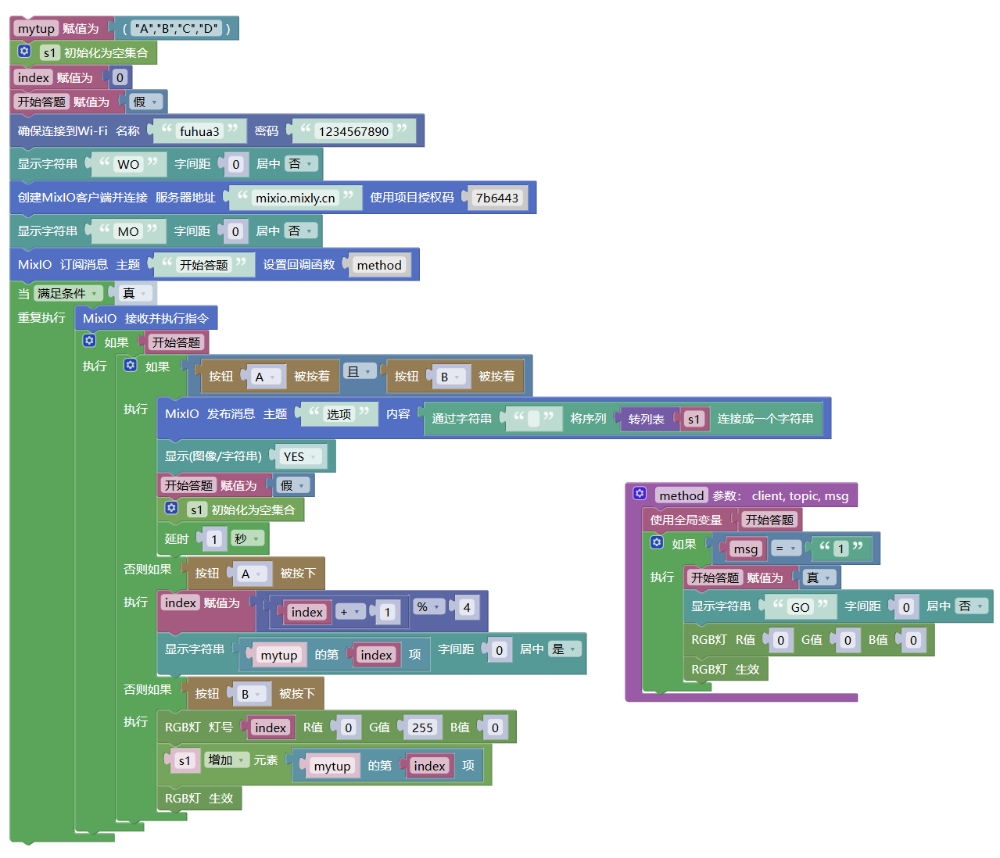 mytup 赋值为 ( "A","B","C","D" )
s1 初始化为空集合
index 赋值为 0
开始答题 赋值为 假
确保连接到Wi-Fi 名称 “ fuhua3 ” 密码 “ 1234567890 ”
显示字符串 “ WO ” 字间距 0 居中 否
创建MixIO客户端并连接 服务器地址 “ mixio.mixly.cn ” 使用项目授权码 7b6443
显示字符串 “ MO ” 字间距 0 居中 否
MixIO 订阅消息 主题 “ 开始答题 ” 设置回调函数 method
当 满足条件 真
重复执行 MixIO 接收并执行指令
如果 开始答题
执行 如果 按钮 A 被按着 且 按钮 B 被按着
执行 MixIO 发布消息 主题 “ 选项 ” 内容 通过字符串 “ ” 将序列 转列表 s1 连接成一个字符串
显示(图像/字符串) YES
开始答题 赋值为 假
s1 初始化为空集合
延时 1 秒
否则如果 按钮 A 被按下
执行 index 赋值为 index + 1 % 4
显示字符串 mytup 的第 index 项 字间距 0 居中 是
否则如果 按钮 B 被按下
执行 RGB灯 灯号 index R值 0 G值 255 B值 0
s1 增加 元素 mytup 的第 index 项
RGB灯 生效
method 参数: client, topic, msg
使用全局变量 开始答题
如果 msg = “ 1 ”
执行 开始答题 赋值为 真
显示字符串 “ GO ” 字间距 0 居中 否
RGB灯 R值 0 G值 0 B值 0
RGB灯 生效